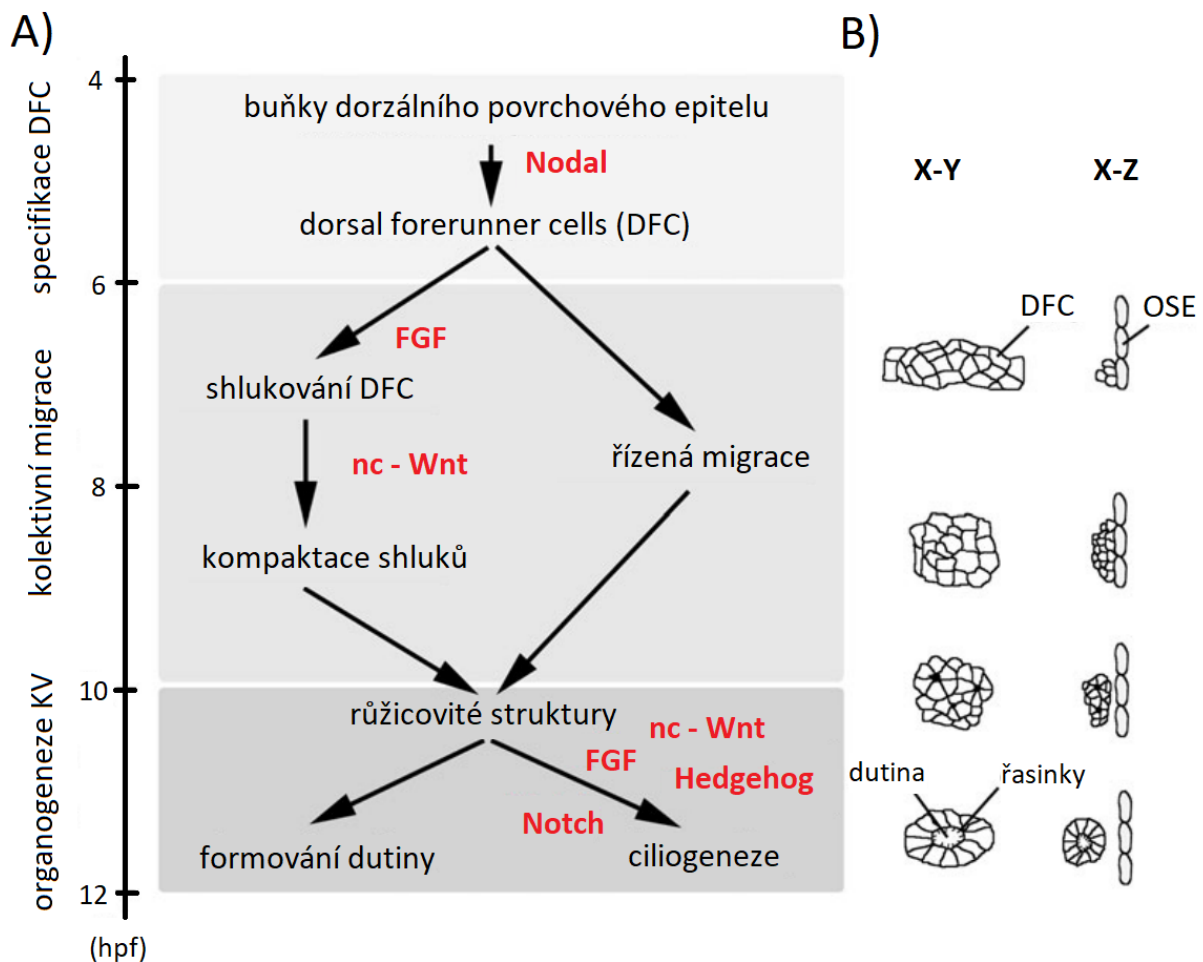 A)
B)
4
6
8
10
12
(hpf)
specifikace DFC
kolektivní migrace
organogeneze KV
buňky dorzálního povrchového epitelu
Nodal
dorsal forerunner cells (DFC)
FGF
shlukování DFC
nc - Wnt
řízená migrace
kompaktace shluků
růžicovité struktury
nc - Wnt
FGF
Hedgehog
Notch
formování dutiny
ciliogeneze
X-Y
X-Z
DFC
OSE
dutina
řasinky